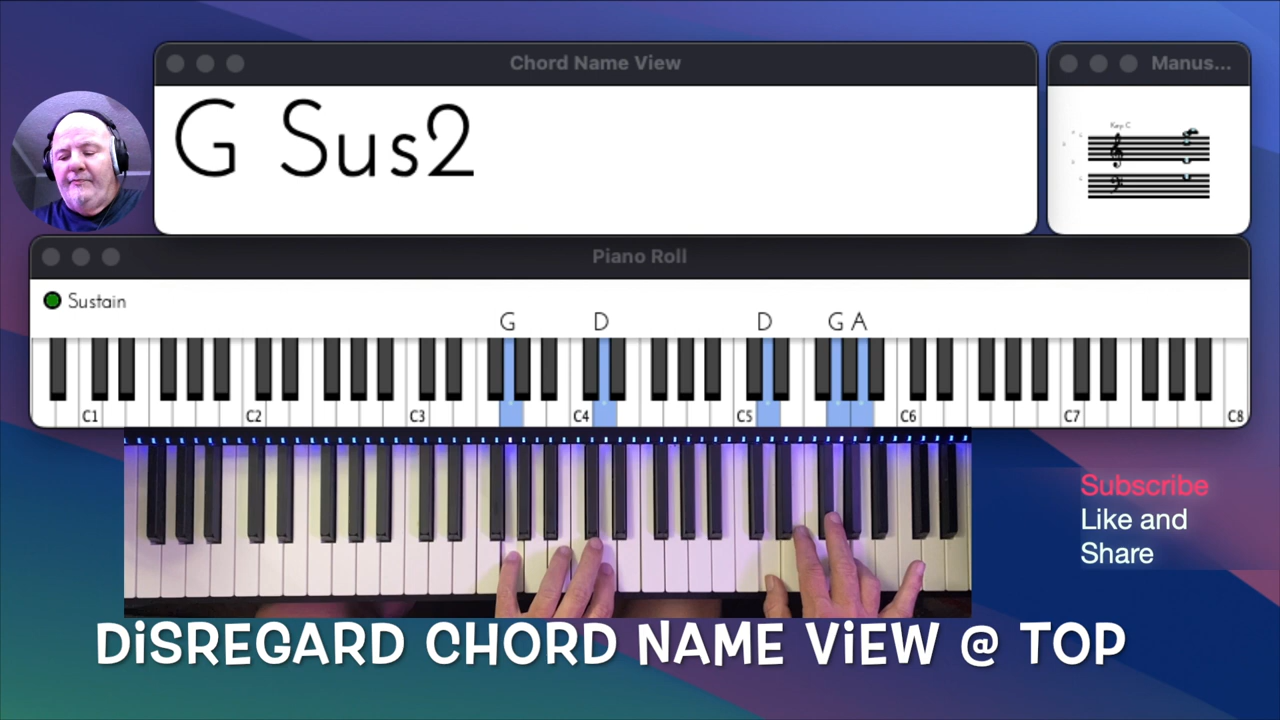 Chord Name View
Manus...
G Sus2
Key: C
Piano Roll
Sustain
G D D G A
C1 C2 C3 C4 C5 C6 C7 C8
Subscribe
Like and
Share
DiSREGARD CHORD NAME ViEW @ TOP